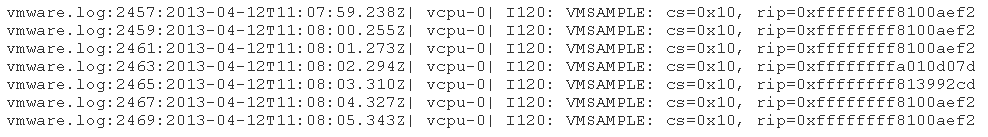 vmware.log:2457:2013-04-12T11:07:59.238Z| vcpu-0| I120: VMSAMPLE: cs=0x10, rip=0xffffffff8100aef2
vmware.log:2459:2013-04-12T11:08:00.255Z| vcpu-0| I120: VMSAMPLE: cs=0x10, rip=0xffffffff8100aef2
vmware.log:2461:2013-04-12T11:08:01.273Z| vcpu-0| I120: VMSAMPLE: cs=0x10, rip=0xffffffff8100aef2
vmware.log:2463:2013-04-12T11:08:02.294Z| vcpu-0| I120: VMSAMPLE: cs=0x10, rip=0xffffffffa010d07d
vmware.log:2465:2013-04-12T11:08:03.310Z| vcpu-0| I120: VMSAMPLE: cs=0x10, rip=0xffffffff813992cd
vmware.log:2467:2013-04-12T11:08:04.327Z| vcpu-0| I120: VMSAMPLE: cs=0x10, rip=0xffffffff8100aef2
vmware.log:2469:2013-04-12T11:08:05.343Z| vcpu-0| I120: VMSAMPLE: cs=0x10, rip=0xffffffff8100aef2